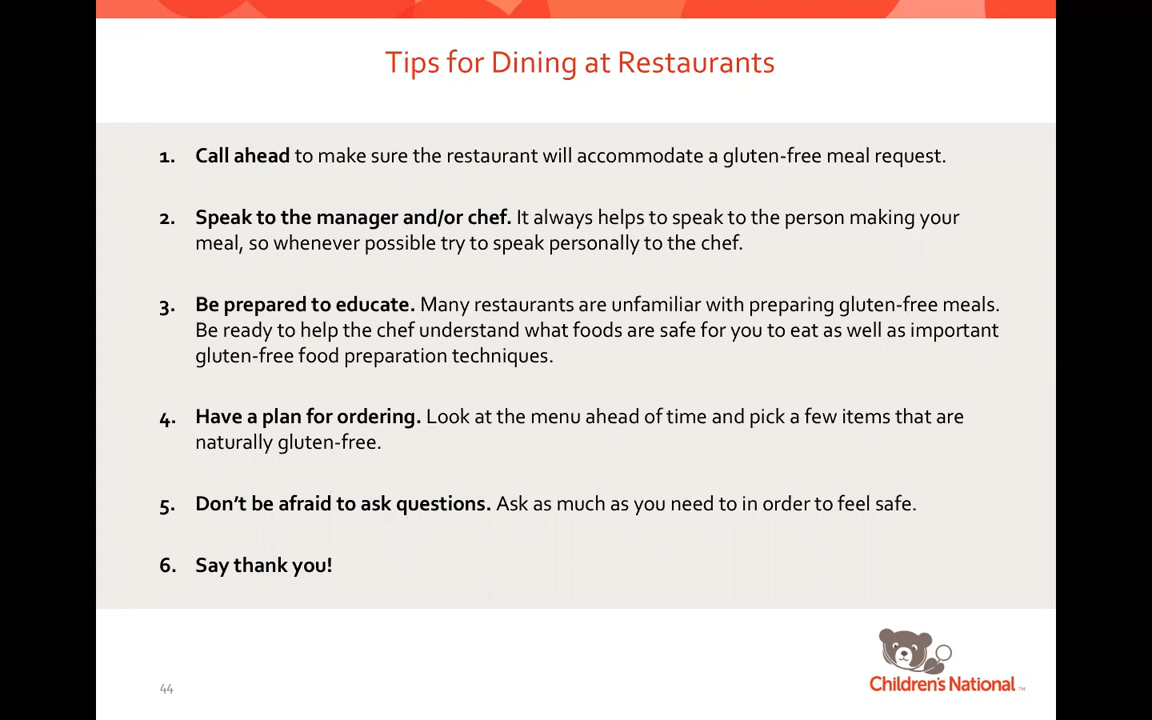 Tips for Dining at Restaurants
1. Call ahead to make sure the restaurant will accommodate a gluten-free meal request.
2. Speak to the manager and/or chef. It always helps to speak to the person making your
meal, so whenever possible try to speak personally to the chef.
3. Be prepared to educate. Many restaurants are unfamiliar with preparing gluten-free meals.
Be ready to help the chef understand what foods are safe for you to eat as well as important
gluten-free food preparation techniques.
4. Have a plan for ordering. Look at the menu ahead of time and pick a few items that are
naturally gluten-free.
5. Don’t be afraid to ask questions. Ask as much as you need to in order to feel safe.
6. Say thank you!
44
Children's National ™